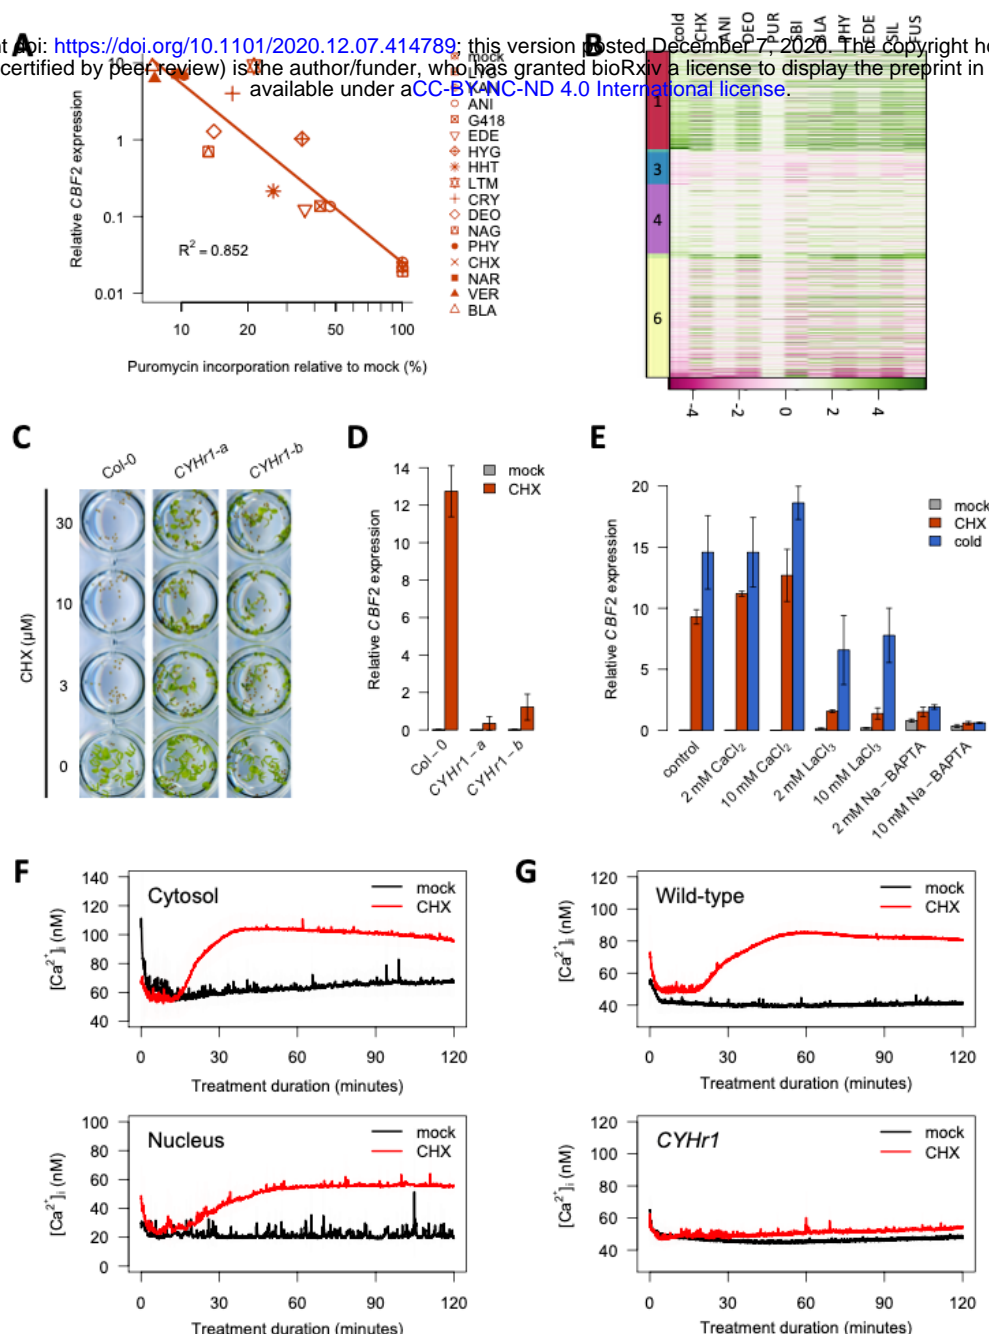 A
B
t doi: https://doi.org/10.1101/2020.12.07.414789; this version posted December 7, 2020. The copyright h
certified by peer review) is the author/funder, who has granted bioRxiv a license to display the preprint in
available under aCC-BY-NC-ND 4.0 International license.
Relative CBF2 expression
10
1
0.1
0.01
R² = 0.852
10 20 50 100
Puromycin incorporation relative to mock (%)
mock
KAN
ANI
G418
EDE
HYG
HHT
LTM
CRY
DEO
NAG
PHY
CHX
NAR
VER
BLA
cold CHX ANI DEO PUR BLA PHY EDE SIL FUS
1
3
4
6
-4 -2 0 2 4
C
Col-0 CYHr1-a CYHr1-b
CHX (μM)
30
10
3
0
D
Relative CBF2 expression
14
12
10
8
6
4
2
0
mock
CHX
Col-0 CYHr1-a CYHr1-b
E
Relative CBF2 expression
20
15
10
5
0
mock
CHX
cold
control
2 mM CaCl₂
10 mM CaCl₂
2 mM LaCl₃
10 mM LaCl₃
2 mM Na-BAPTA
10 mM Na-BAPTA
F
[Ca²⁺]i (nM)
140
120
100
80
60
40
Cytosol
mock
CHX
0 30 60 90 120
Treatment duration (minutes)
[Ca²⁺]i (nM)
100
80
60
40
20
0
Nucleus
mock
CHX
0 30 60 90 120
Treatment duration (minutes)
G
[Ca²⁺]i (nM)
120
100
80
60
40
Wild-type
mock
CHX
0 30 60 90 120
Treatment duration (minutes)
[Ca²⁺]i (nM)
120
100
80
60
40
CYHr1
mock
CHX
0 30 60 90 120
Treatment duration (minutes)